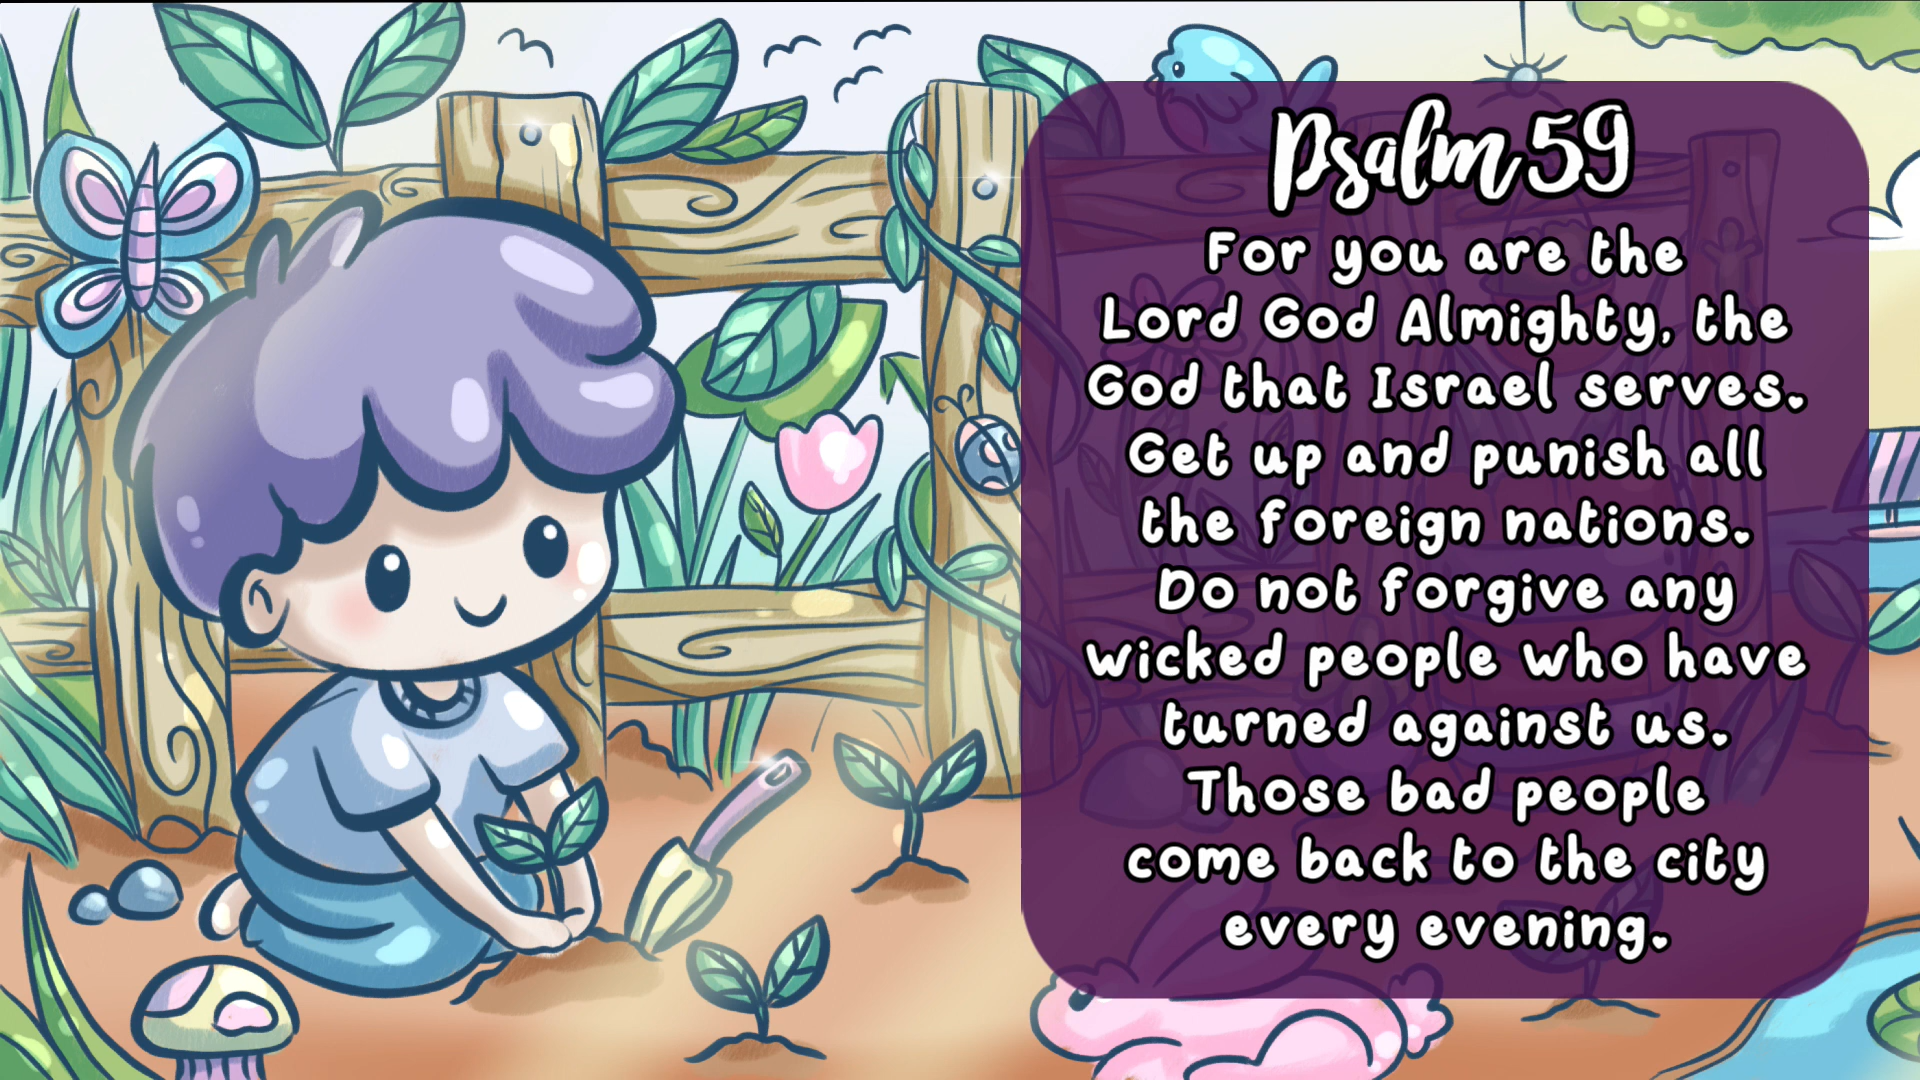 Psalm 59
For you are the
Lord God Almighty, the
God that Israel serves.
Get up and punish all
the foreign nations.
Do not forgive any
wicked people who have
turned against us.
Those bad people
come back to the city
every evening.